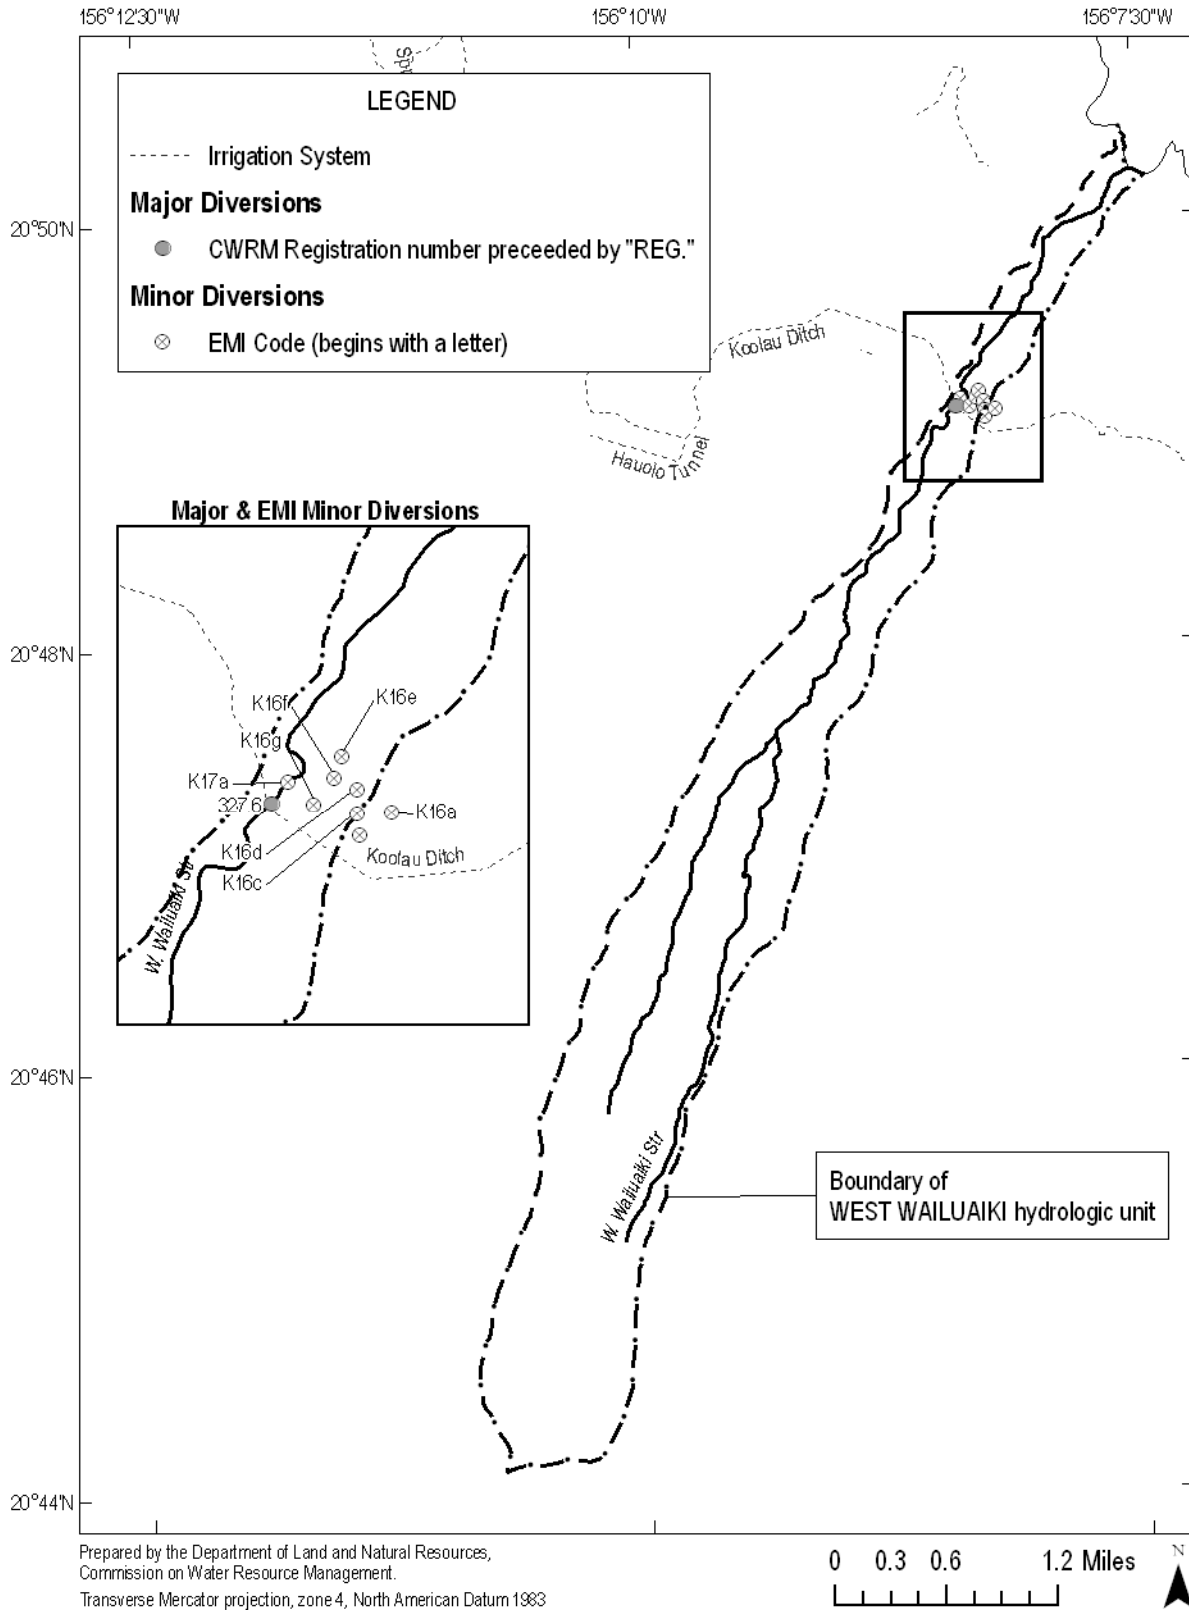 156°12'30"W
156°10'W
156°7'30"W
LEGEND
Irrigation System
Major Diversions
CWRM Registration number preceeded by "REG."
Minor Diversions
EMI Code (begins with a letter)
20°50'N
Koolau Ditch
Hauolo Tunnel
Major & EMI Minor Diversions
20°48'N
K16f
K16e
K16g
K17a
327.6
K16a
K16d
Koolau Ditch
K16c
W. Wailuaiki Str
20°46'N
W. Wailuaiki Str
Boundary of
WEST WAILUAIKI hydrologic unit
20°44'N
Prepared by the Department of Land and Natural Resources,
Commission on Water Resource Management.
Transverse Mercator projection, zone 4, North American Datum 1983
0 0.3 0.6 1.2 Miles
N